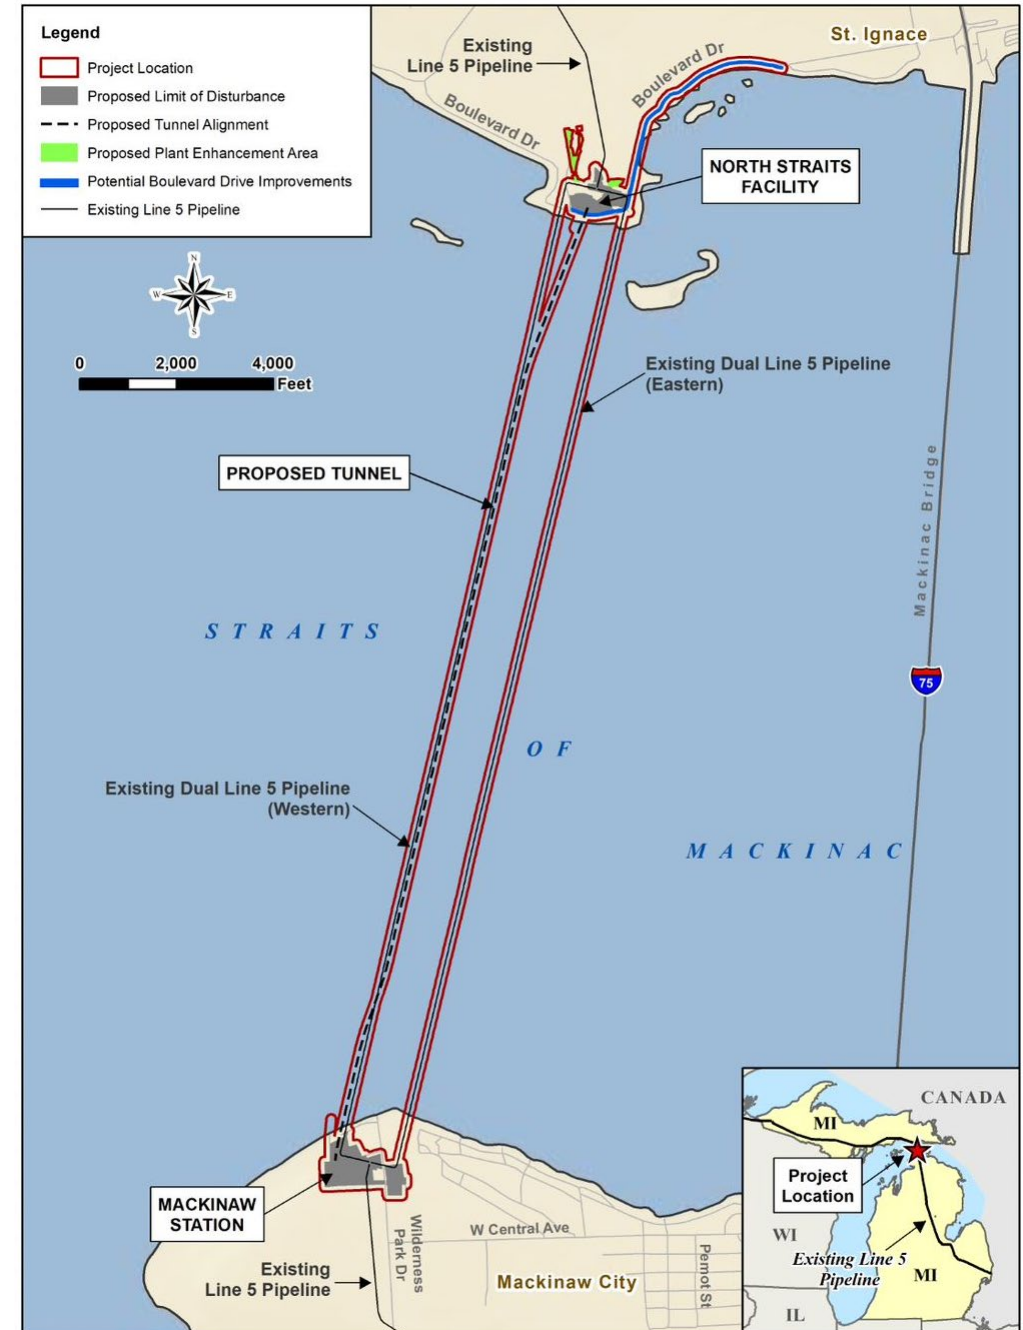 Legend
Project Location
Proposed Limit of Disturbance
Proposed Tunnel Alignment
Proposed Plant Enhancement Area
Potential Boulevard Drive Improvements
Existing Line 5 Pipeline
Existing
Line 5 Pipeline
Boulevard Dr
Boulevard Dr
St. Ignace
NORTH STRAITS
FACILITY
N
W E
S
0 2,000 4,000
Feet
Existing Dual Line 5 Pipeline
(Eastern)
PROPOSED TUNNEL
Mackinac Bridge
STRAITS
75
OF
Existing Dual Line 5 Pipeline
(Western)
MACKINAC
MACKINAW
STATION
Wilderness
Park Dr
W Central Ave
Pemot St
Existing
Line 5 Pipeline
Mackinaw City
CANADA
MI
Project
Location
WI
Existing Line 5
Pipeline
MI
IL